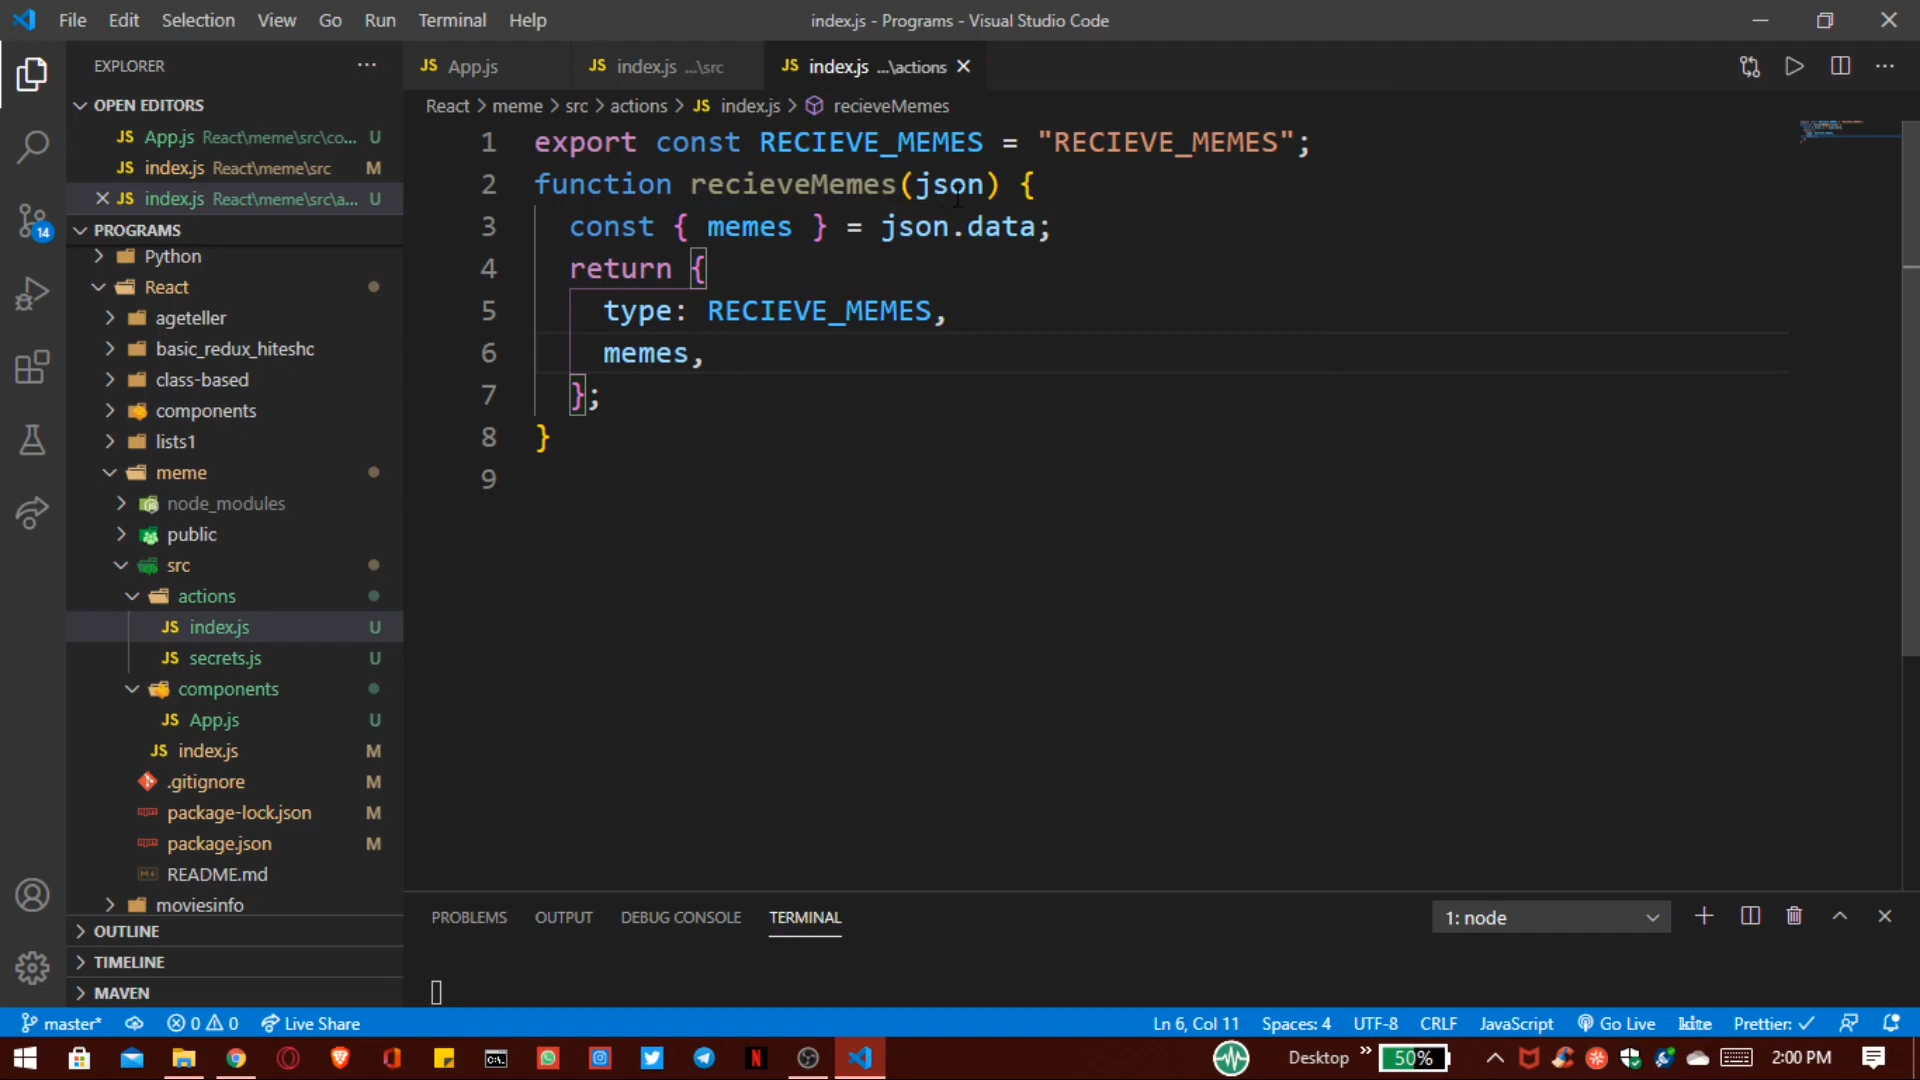 File Edit Selection View Go Run Terminal Help
index.js - Programs - Visual Studio Code
EXPLORER
OPEN EDITORS
JS App.js React\meme\src\co... U
JS index.js React\meme\src M
JS index.js React\meme\src\a... U
PROGRAMS
Python
React
ageteller
basic_redux_hiteshc
class-based
components
lists1
meme
node_modules
public
src
actions
JS index.js U
JS secrets.js U
components
JS App.js U
JS index.js M
.gitignore M
package-lock.json M
package.json M
README.md
moviesinfo
OUTLINE
TIMELINE
MAVEN
14
JS App.js JS index.js ...\src JS index.js ...\actions
React > meme > src > actions > JS index.js > recieveMemes
1 export const RECIEVE_MEMES = "RECIEVE_MEMES";
2 function recieveMemes(json) {
3 const { memes } = json.data;
4 return {
5 type: RECIEVE_MEMES,
6 memes,
7 };
8 }
9
PROBLEMS OUTPUT DEBUG CONSOLE TERMINAL
1: node
master* 0 0 Live Share
Ln 6, Col 11 Spaces: 4 UTF-8 CRLF JavaScript Go Live kite Prettier: ✓
Desktop » 50% 2:00 PM